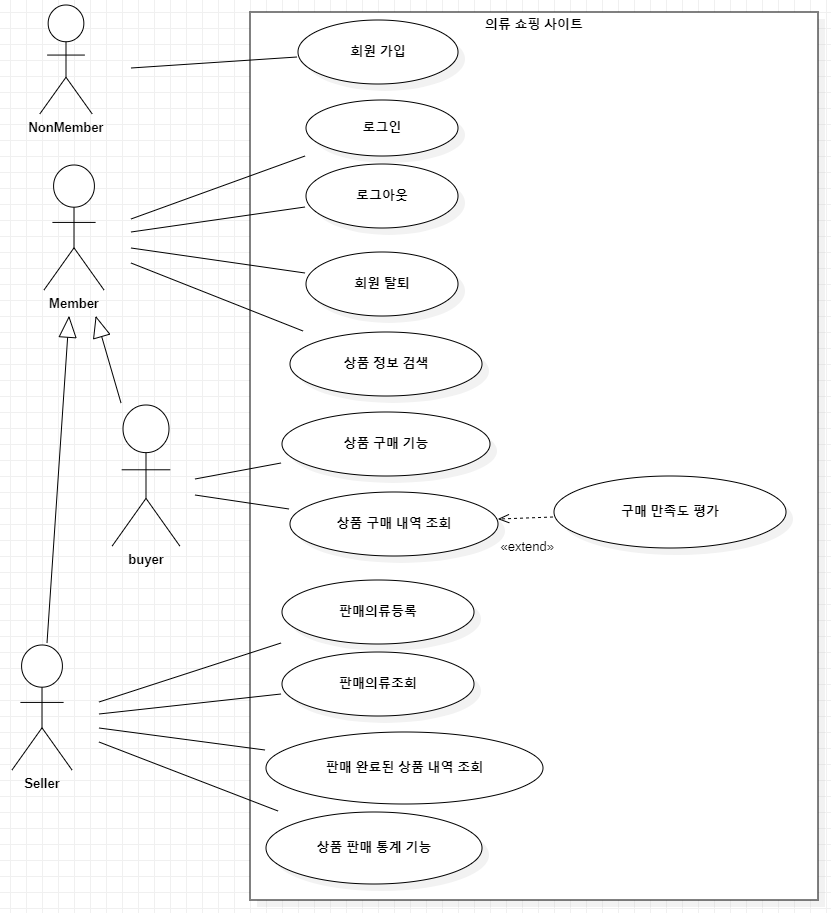 의류 쇼핑 사이트
회원 가입
NonMember
로그인
로그아웃
회원 탈퇴
Member
상품 정보 검색
상품 구매 기능
상품 구매 내역 조회
구매 만족도 평가
«extend»
buyer
판매의류등록
판매의류조회
판매 완료된 상품 내역 조회
Seller
상품 판매 통계 기능